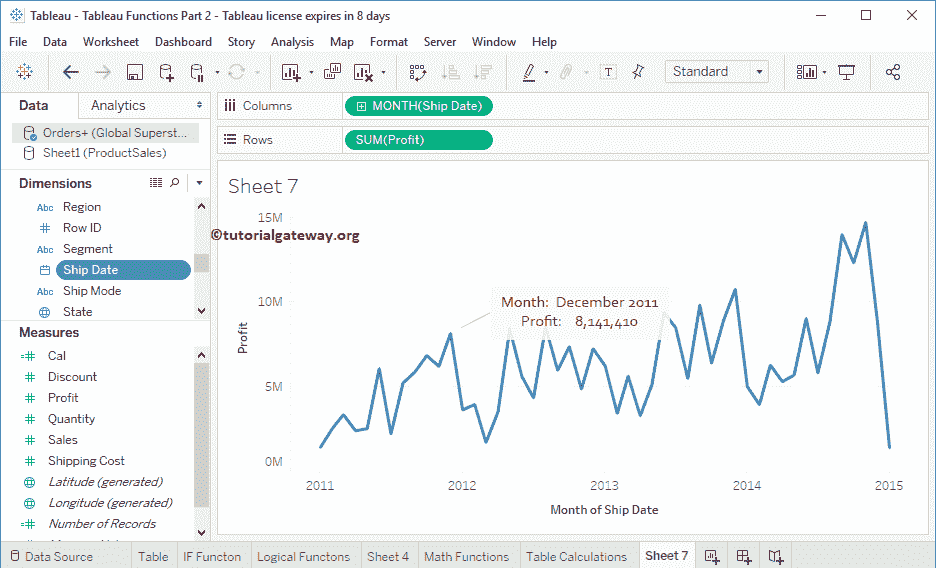 Tableau - Tableau Functions Part 2 - Tableau license expires in 8 days
File Data Worksheet Dashboard Story Analysis Map Format Server Window Help
T Standard
Data Analytics
Columns MONTH(Ship Date)
Orders+ (Global Superst...
Sheet1 (ProductSales)
Rows SUM(Profit)
Dimensions
Abc Region
# Row ID
Abc Segment
Ship Date
Abc Ship Mode
State
Measures
Cal
# Discount
# Profit
# Quantity
# Sales
# Shipping Cost
Latitude (generated)
Longitude (generated)
Number of Records
Sheet 7
©tutorialgateway.org
15M
10M
5M
0M
Profit
Month: December 2011
Profit: 8,141,410
2011 2012 2013 2014 2015
Month of Ship Date
Data Source Table IF Functon Logical Functons Sheet 4 Math Functions Table Calculations Sheet 7